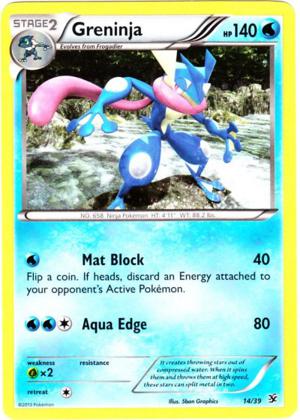 STAGE2 Greninja HP140
Evolves from Frogadier
NO. 658 Ninja Pokémon HT: 4'11" WT: 88.2 lbs.
Mat Block 40
Flip a coin. If heads, discard an Energy attached to
your opponent's Active Pokémon.
Aqua Edge 80
weakness resistance
×2
retreat
It creates throwing stars out of
compressed water. When it spins
them and throws them at high speed,
these stars can split metal in two.
Illus. 5ban Graphics 14/39
©2015 Pokémon